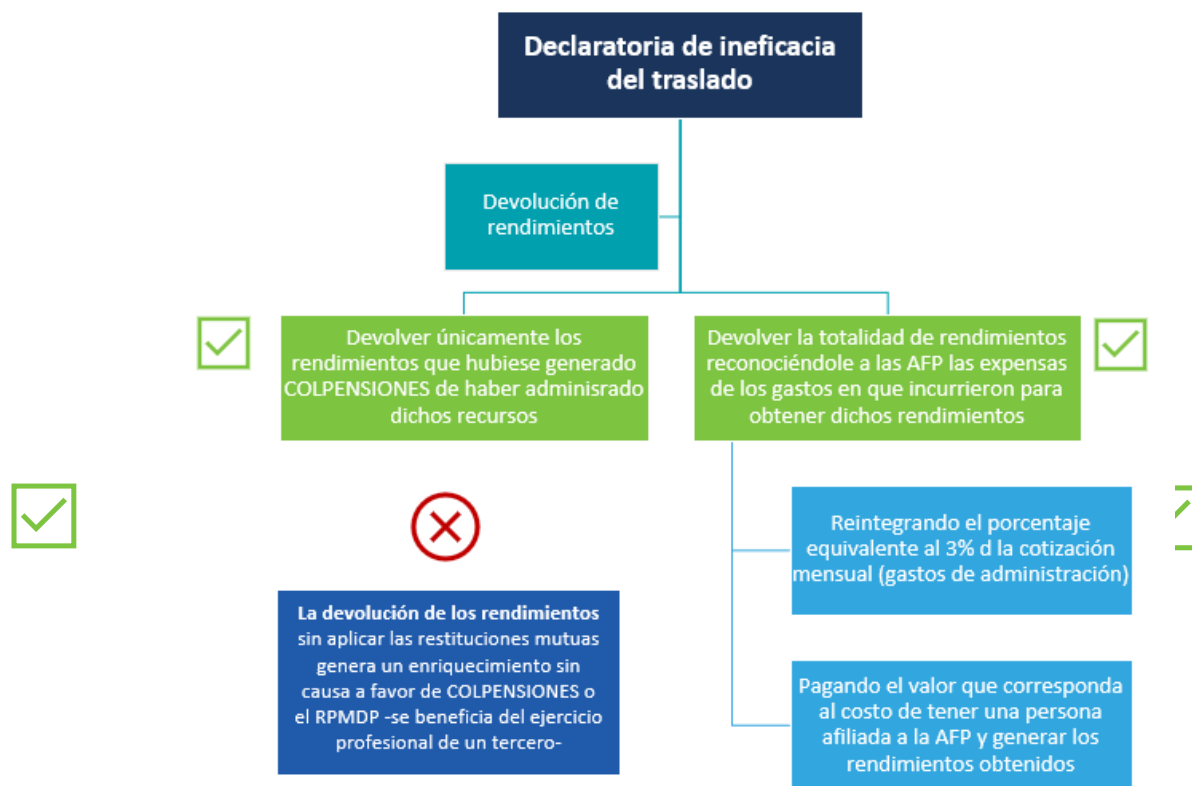 Declaratoria de ineficacia
del traslado
Devolución de
rendimientos
Devolver únicamente los
rendimientos que hubiese generado
COLPENSIONES de haber adminisrado
dichos recursos
Devolver la totalidad de rendimientos
reconociéndole a las AFP las expensas
de los gastos en que incurrieron para
obtener dichos rendimientos
La devolución de los rendimientos
sin aplicar las restituciones mutuas
genera un enriquecimiento sin
causa a favor de COLPENSIONES o
el RPMDP -se beneficia del ejercicio
profesional de un tercero-
Reintegrando el porcentaje
equivalente al 3% d la cotización
mensual (gastos de administración)
Pagando el valor que corresponda
al costo de tener una persona
afiliada a la AFP y generar los
rendimientos obtenidos